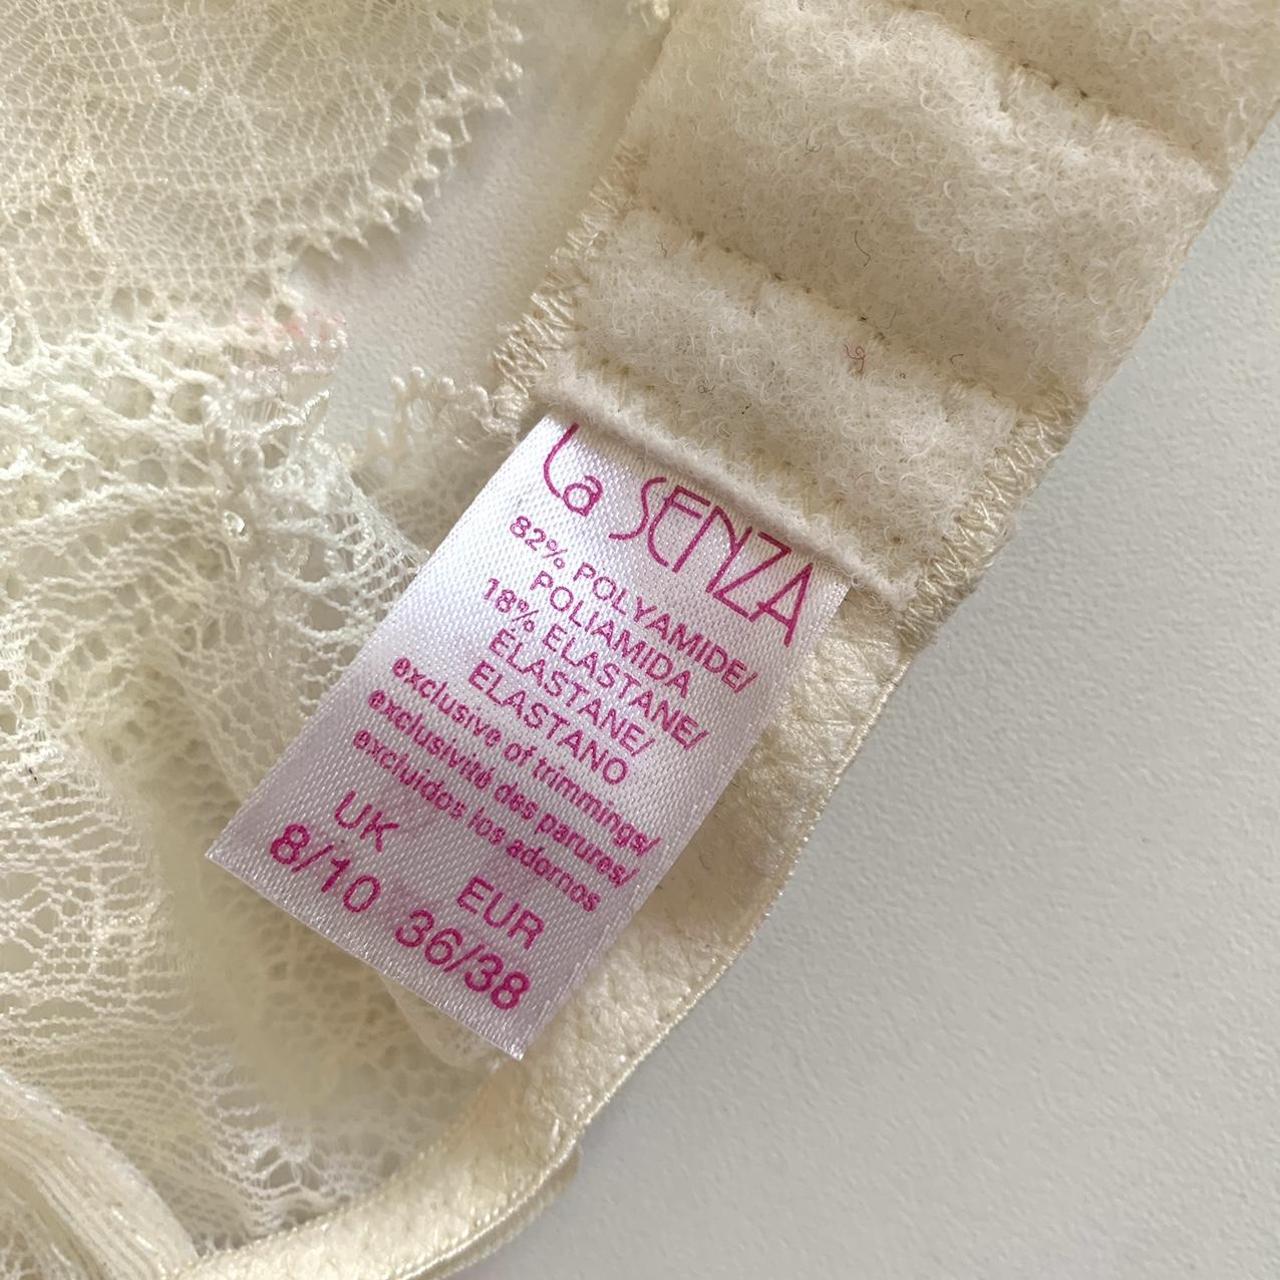 La SENZA
82% POLYAMIDE/
POLIAMIDA
18% ELASTANE/
ÉLASTANE/
ELASTANO
exclusive of trimmings/
exclusivité des parures/
excluidos los adornos
UK EUR
8/10 36/38